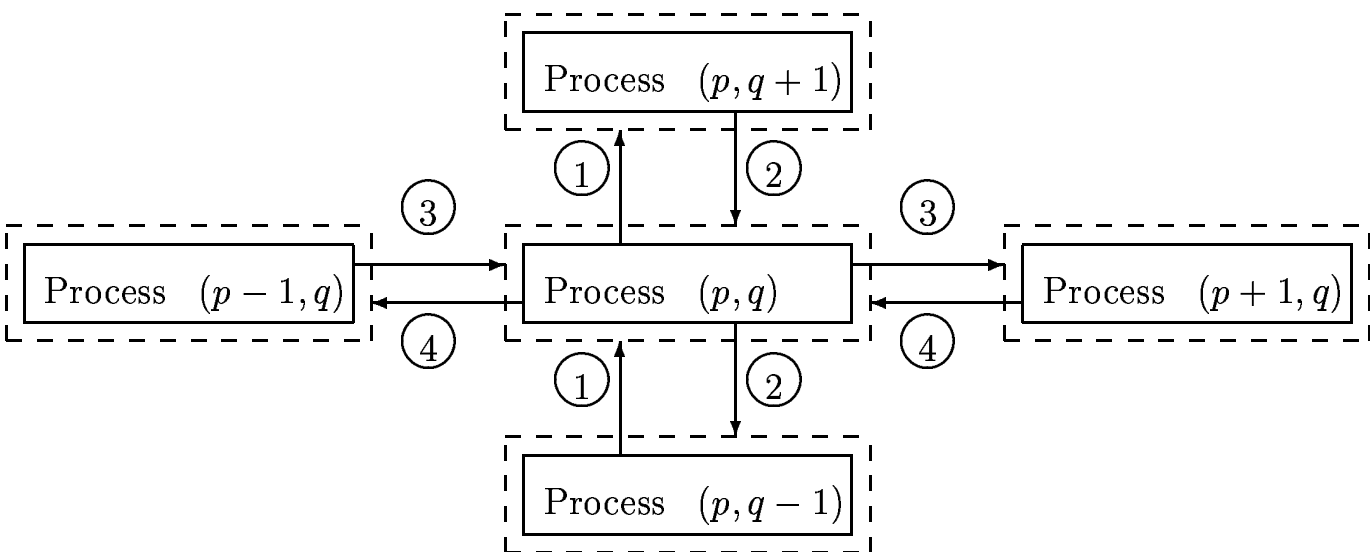 Process (p, q + 1)
1
2
3
3
Process (p − 1, q)
Process (p, q)
Process (p + 1, q)
4
4
1
2
Process (p, q − 1)